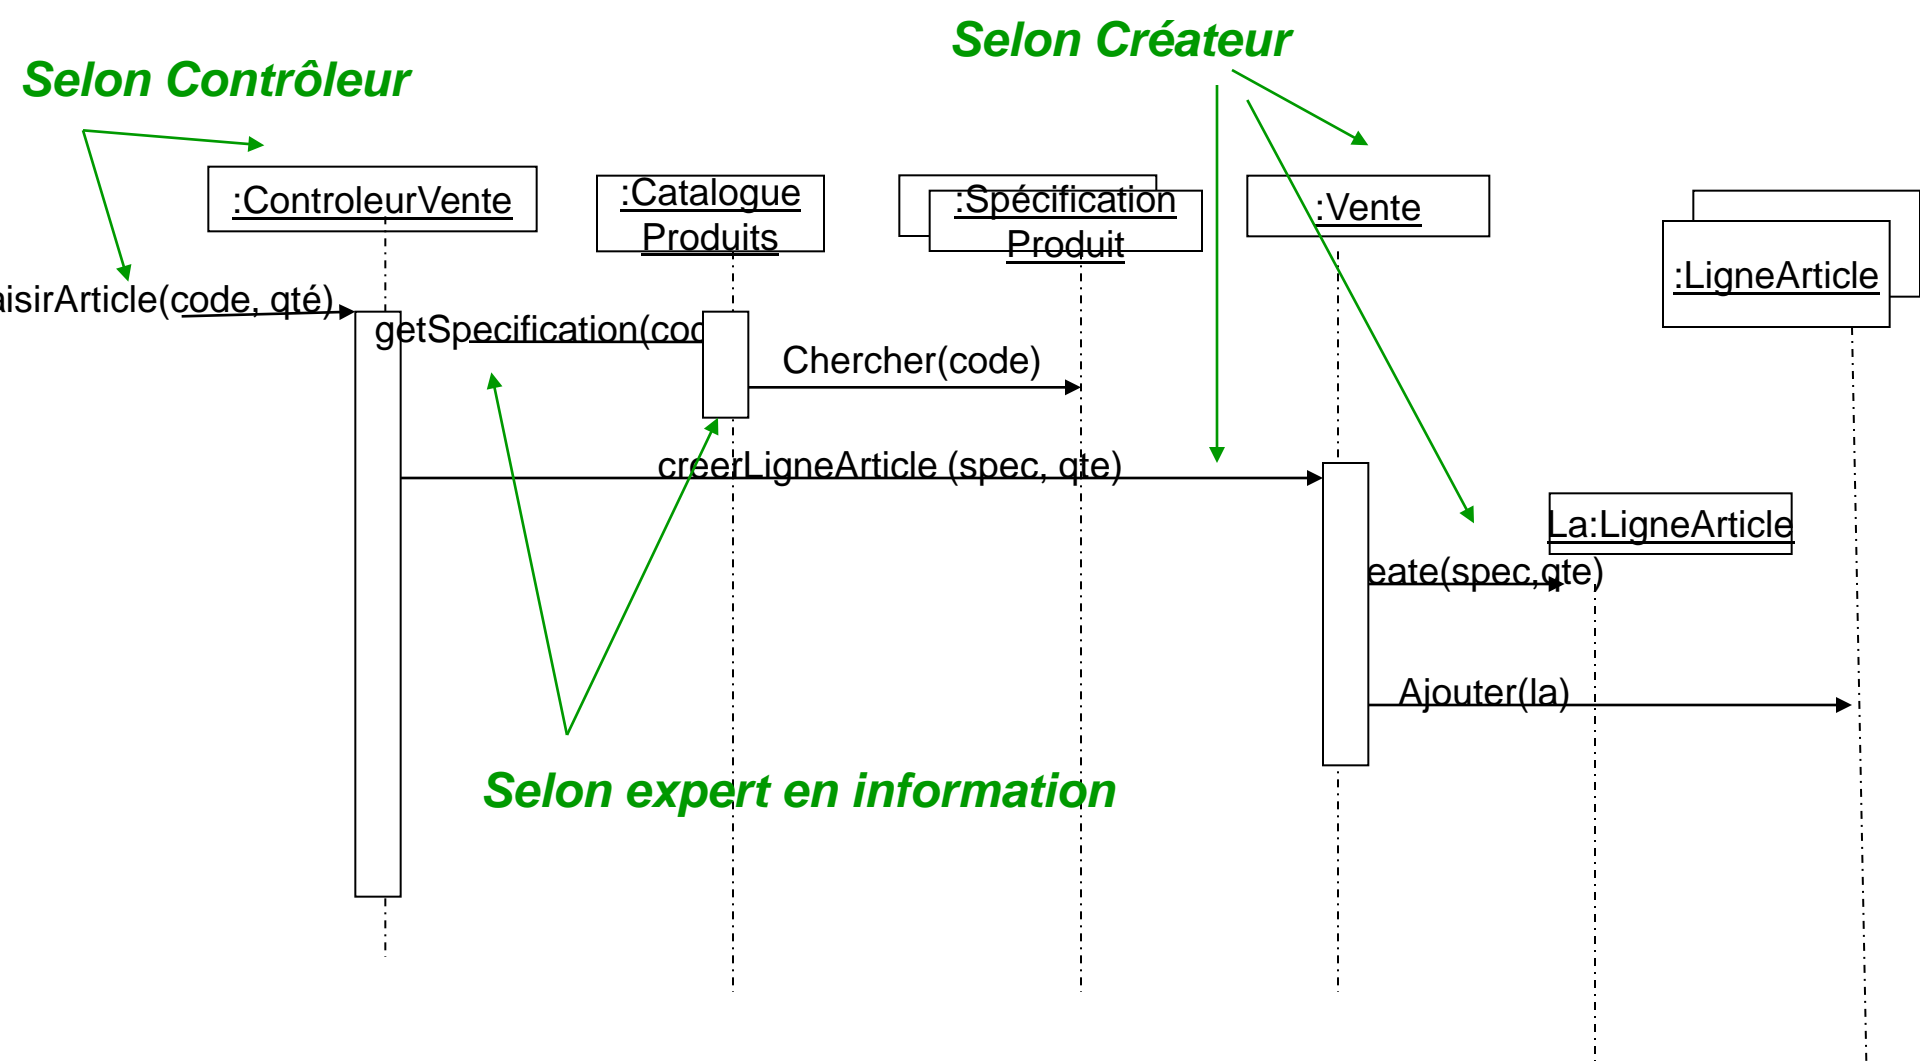 Selon Créateur
Selon Contrôleur
:ControleurVente
:Catalogue
Produits
:Spécification
Produit
:Vente
:LigneArticle
aisirArticle(code, qté)
getSpecification(cod
Chercher(code)
creerLigneArticle (spec, qte)
La:LigneArticle
eate(spec,qte)
Ajouter(la)
Selon expert en information